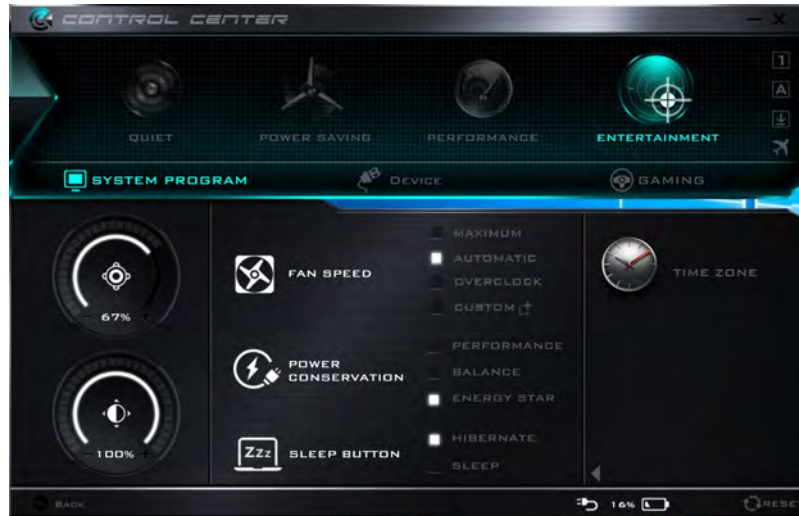 CONTROL CENTER
1
A
QUIET
POWER SAVING
PERFORMANCE
ENTERTAINMENT
SYSTEM PROGRAM
DEVICE
GAMING
67%
FAN SPEED
MAXIMUM
AUTOMATIC
OVERCLOCK
CUSTOM
TIME ZONE
100%
POWER
CONSERVATION
PERFORMANCE
BALANCE
ENERGY STAR
Zzz
SLEEP BUTTON
HIBERNATE
SLEEP
BACK
16%
RESET